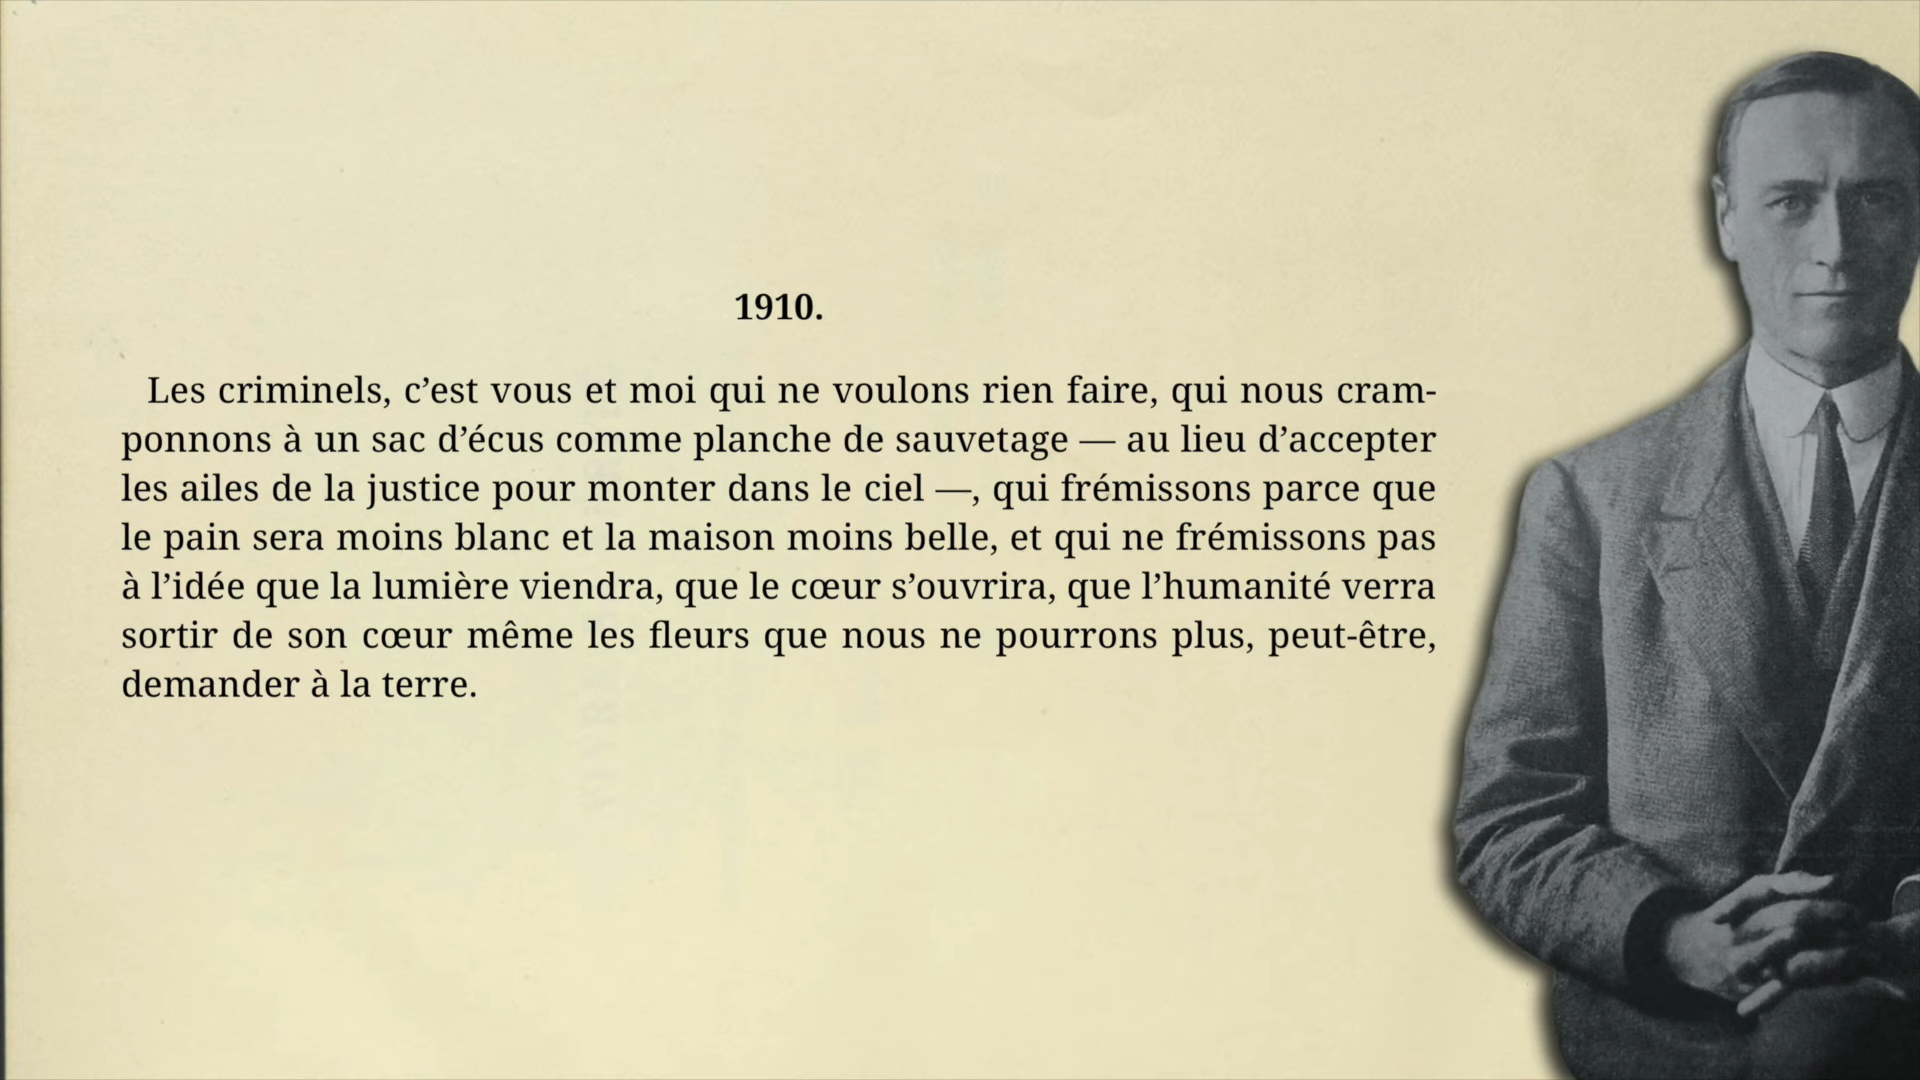 1910.
Les criminels, c’est vous et moi qui ne voulons rien faire, qui nous cram-
ponnons à un sac d’écus comme planche de sauvetage — au lieu d’accepter
les ailes de la justice pour monter dans le ciel —, qui frémissons parce que
le pain sera moins blanc et la maison moins belle, et qui ne frémissons pas
à l’idée que la lumière viendra, que le cœur s’ouvrira, que l’humanité verra
sortir de son cœur même les fleurs que nous ne pourrons plus, peut-être,
demander à la terre.